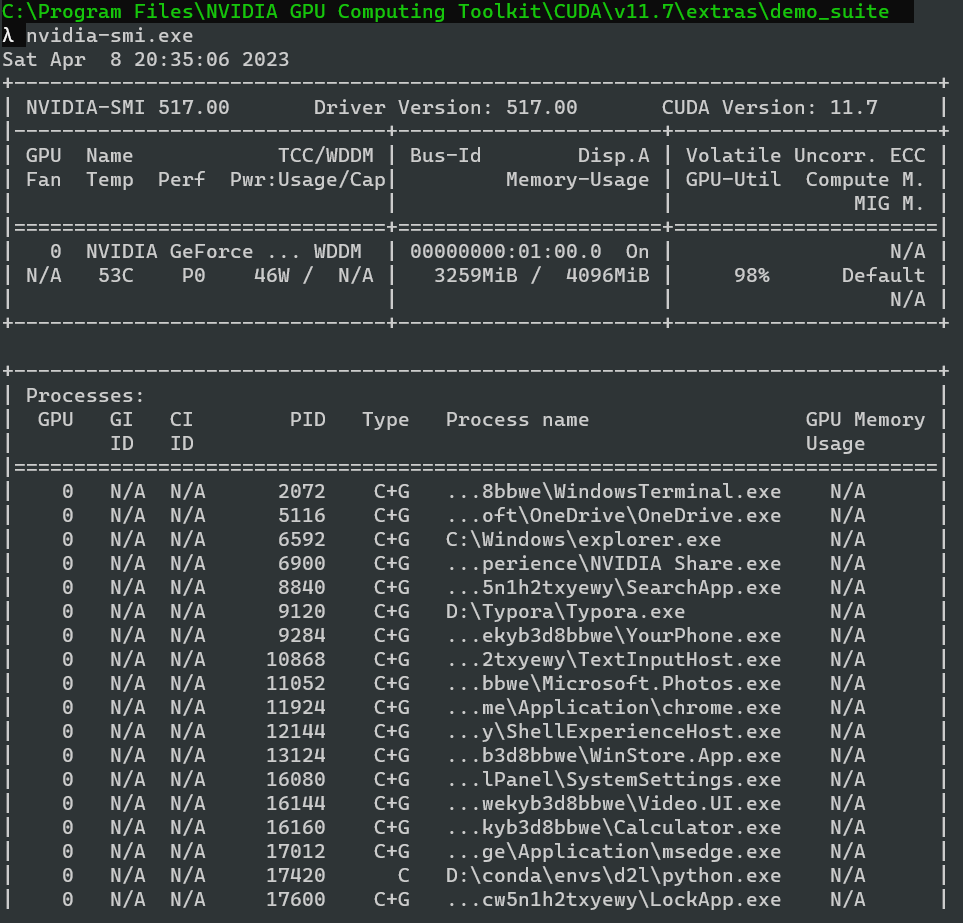 C:\Program Files\NVIDIA GPU Computing Toolkit\CUDA\v11.7\extras\demo_suite
λ nvidia-smi.exe
Sat Apr  8 20:35:06 2023
+-----------------------------------------------------------------------------+
| NVIDIA-SMI 517.00       Driver Version: 517.00       CUDA Version: 11.7     |
|-------------------------------+----------------------+----------------------+
| GPU  Name            TCC/WDDM | Bus-Id        Disp.A | Volatile Uncorr. ECC |
| Fan  Temp  Perf  Pwr:Usage/Cap|         Memory-Usage | GPU-Util  Compute M. |
|                               |                      |               MIG M. |
|===============================+======================+======================|
|   0  NVIDIA GeForce ... WDDM  | 00000000:01:00.0  On |                  N/A |
| N/A   53C    P0    46W /  N/A |   3259MiB /  4096MiB |     98%      Default |
|                               |                      |                  N/A |
+-------------------------------+----------------------+----------------------+
+-----------------------------------------------------------------------------+
| Processes:                                                                  |
|  GPU   GI   CI        PID   Type   Process name                  GPU Memory |
|        ID   ID                                                   Usage      |
|=============================================================================|
|    0   N/A  N/A      2072    C+G   ...8bbwe\WindowsTerminal.exe    N/A      |
|    0   N/A  N/A      5116    C+G   ...oft\OneDrive\OneDrive.exe    N/A      |
|    0   N/A  N/A      6592    C+G   C:\Windows\explorer.exe         N/A      |
|    0   N/A  N/A      6900    C+G   ...perience\NVIDIA Share.exe    N/A      |
|    0   N/A  N/A      8840    C+G   ...5n1h2txyewy\SearchApp.exe    N/A      |
|    0   N/A  N/A      9120    C+G   D:\Typora\Typora.exe            N/A      |
|    0   N/A  N/A      9284    C+G   ...ekyb3d8bbwe\YourPhone.exe    N/A      |
|    0   N/A  N/A     10868    C+G   ...2txyewy\TextInputHost.exe    N/A      |
|    0   N/A  N/A     11052    C+G   ...bbwe\Microsoft.Photos.exe    N/A      |
|    0   N/A  N/A     11924    C+G   ...me\Application\chrome.exe    N/A      |
|    0   N/A  N/A     12144    C+G   ...y\ShellExperienceHost.exe    N/A      |
|    0   N/A  N/A     13124    C+G   ...b3d8bbwe\WinStore.App.exe    N/A      |
|    0   N/A  N/A     16080    C+G   ...lPanel\SystemSettings.exe    N/A      |
|    0   N/A  N/A     16144    C+G   ...wekyb3d8bbwe\Video.UI.exe    N/A      |
|    0   N/A  N/A     16160    C+G   ...kyb3d8bbwe\Calculator.exe    N/A      |
|    0   N/A  N/A     17012    C+G   ...ge\Application\msedge.exe    N/A      |
|    0   N/A  N/A     17420      C   D:\conda\envs\d2l\python.exe    N/A      |
|    0   N/A  N/A     17600    C+G   ...cw5n1h2txyewy\LockApp.exe    N/A      |